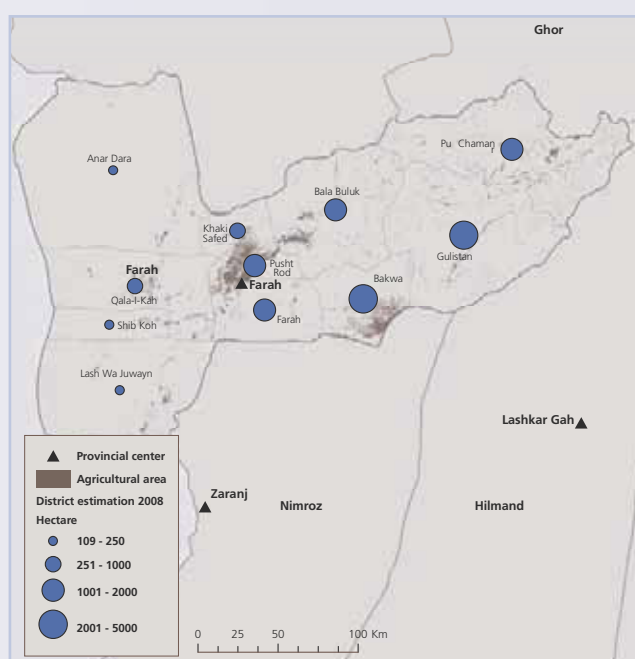 Ghor
Pu Chaman
Anar Dara
Bala Buluk
Khaki
Safed
Gulistan
Farah
Pusht
Rod
Bakwa
Farah
Qala-I-Kah
Farah
Shib Koh
Lash Wa Juwayn
Lashkar Gah
Zaranj
Nimroz
Hilmand
Provincial center
Agricultural area
District estimation 2008
Hectare
109 - 250
251 - 1000
1001 - 2000
2001 - 5000
0 25 50 100 Km